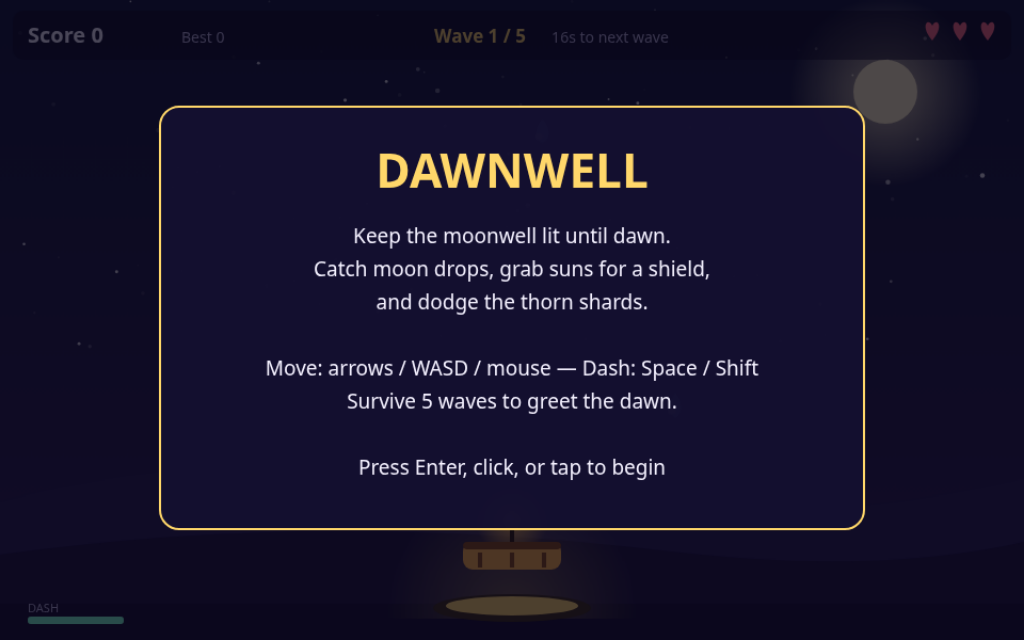 Score 0 Best 0 Wave 1 / 5 16s to next wave
DAWNWELL
Keep the moonwell lit until dawn.
Catch moon drops, grab suns for a shield,
and dodge the thorn shards.
Move: arrows / WASD / mouse — Dash: Space / Shift
Survive 5 waves to greet the dawn.
Press Enter, click, or tap to begin
DASH